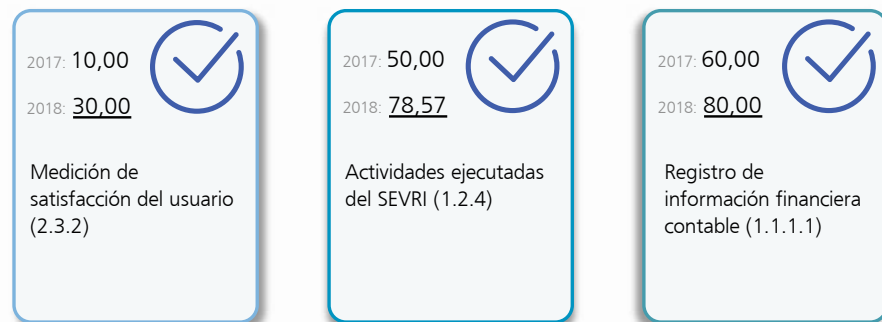 2017: 10,00
2018: 30,00
Medición de
satisfacción del usuario
(2.3.2)
2017: 50,00
2018: 78,57
Actividades ejecutadas
del SEVRI (1.2.4)
2017: 60,00
2018: 80,00
Registro de
información financiera
contable (1.1.1.1)